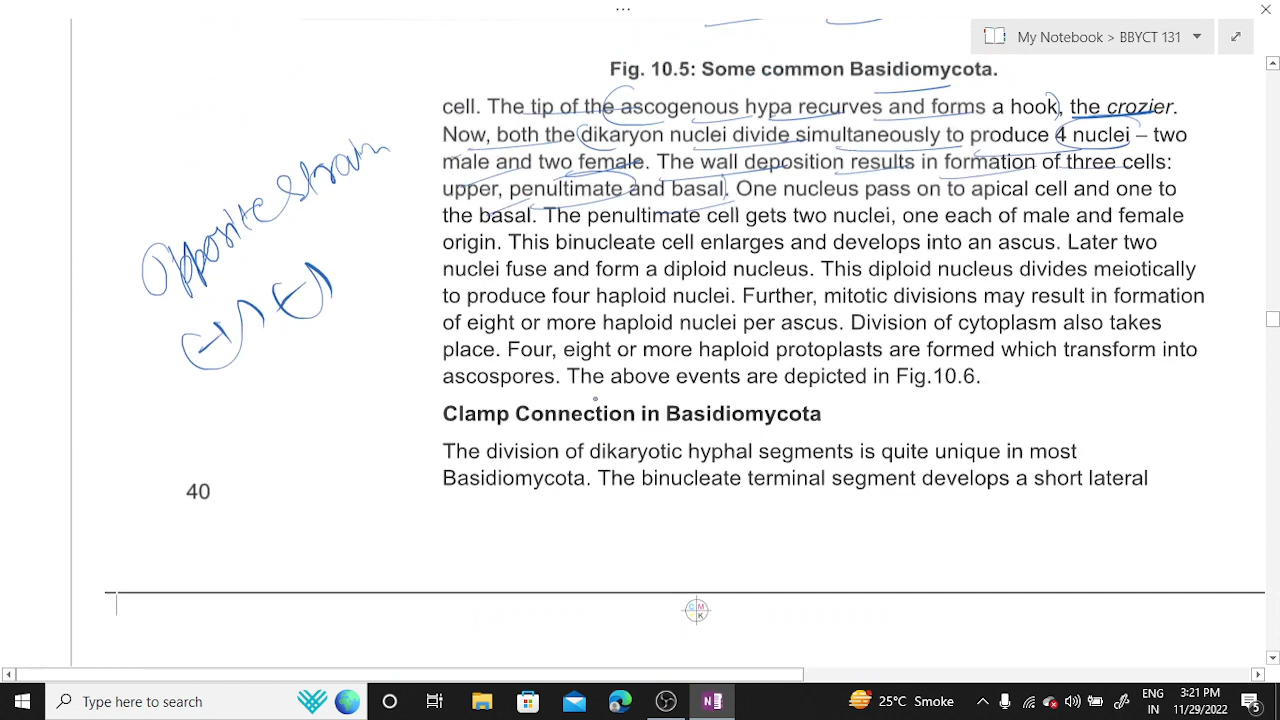 ...
My Notebook > BBYCT 131
Fig. 10.5: Some common Basidiomycota.
cell. The tip of the ascogenous hypa recurves and forms a hook, the crozier.
Now, both the dikaryon nuclei divide simultaneously to produce 4 nuclei – two
male and two female. The wall deposition results in formation of three cells:
upper, penultimate and basal. One nucleus pass on to apical cell and one to
the basal. The penultimate cell gets two nuclei, one each of male and female
origin. This binucleate cell enlarges and develops into an ascus. Later two
nuclei fuse and form a diploid nucleus. This diploid nucleus divides meiotically
to produce four haploid nuclei. Further, mitotic divisions may result in formation
of eight or more haploid nuclei per ascus. Division of cytoplasm also takes
place. Four, eight or more haploid protoplasts are formed which transform into
ascospores. The above events are depicted in Fig.10.6.
Opposite Strain
(+) (-)
Clamp Connection in Basidiomycota
The division of dikaryotic hyphal segments is quite unique in most
Basidiomycota. The binucleate terminal segment develops a short lateral
40
C M
K
Type here to search
25°C Smoke
ENG
IN
3:21 PM
11/29/2022
5